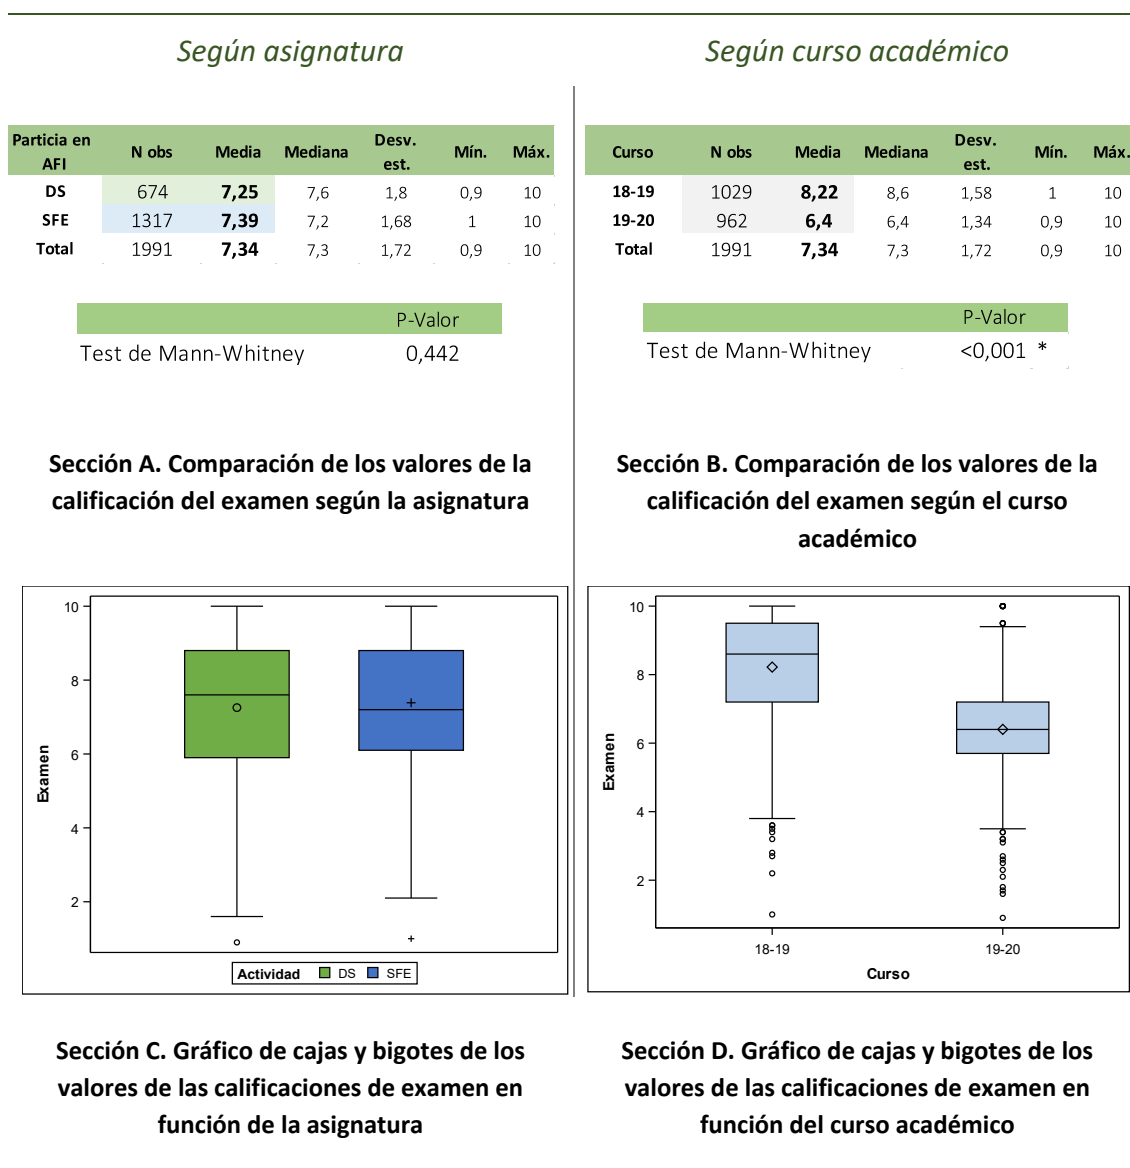 Según asignatura
Según curso académico
Particia en AFI N obs Media Mediana Desv. est. Mín. Máx.
DS 674 7,25 7,6 1,8 0,9 10
SFE 1317 7,39 7,2 1,68 1 10
Total 1991 7,34 7,3 1,72 0,9 10
Curso N obs Media Mediana Desv. est. Mín. Máx.
18-19 1029 8,22 8,6 1,58 1 10
19-20 962 6,4 6,4 1,34 0,9 10
Total 1991 7,34 7,3 1,72 0,9 10
P-Valor
Test de Mann-Whitney 0,442
P-Valor
Test de Mann-Whitney <0,001 *
Sección A. Comparación de los valores de la
calificación del examen según la asignatura
Sección B. Comparación de los valores de la
calificación del examen según el curso
académico
10
8
6
4
2
Examen
Actividad DS SFE
10
8
6
4
2
Examen
18-19 19-20
Curso
Sección C. Gráfico de cajas y bigotes de los
valores de las calificaciones de examen en
función de la asignatura
Sección D. Gráfico de cajas y bigotes de los
valores de las calificaciones de examen en
función del curso académico